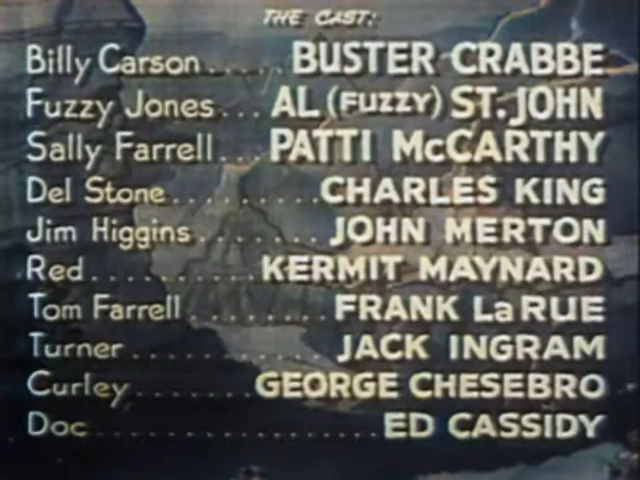 THE CAST:
Billy Carson ..... BUSTER CRABBE
Fuzzy Jones ... AL (FUZZY) ST. JOHN
Sally Farrell ... PATTI McCARTHY
Del Stone .......... CHARLES KING
Jim Higgins ........ JOHN MERTON
Red ........... KERMIT MAYNARD
Tom Farrell ......... FRANK LaRUE
Turner ............. JACK INGRAM
Curley ......... GEORGE CHESEBRO
Doc .................. ED CASSIDY